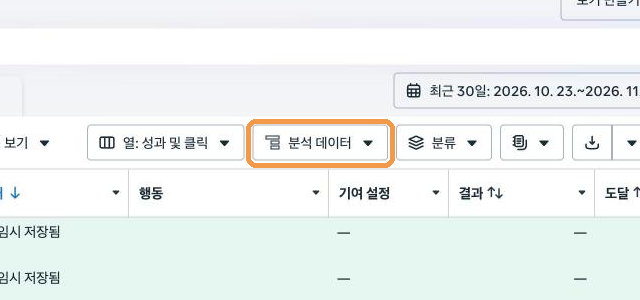 최근 30일: 2026. 10. 23.~2026. 11
보기 열: 성과 및 클릭 분석 데이터 분류
행동 기여 설정 결과 도달
임시 저장됨 — —
임시 저장됨 — —